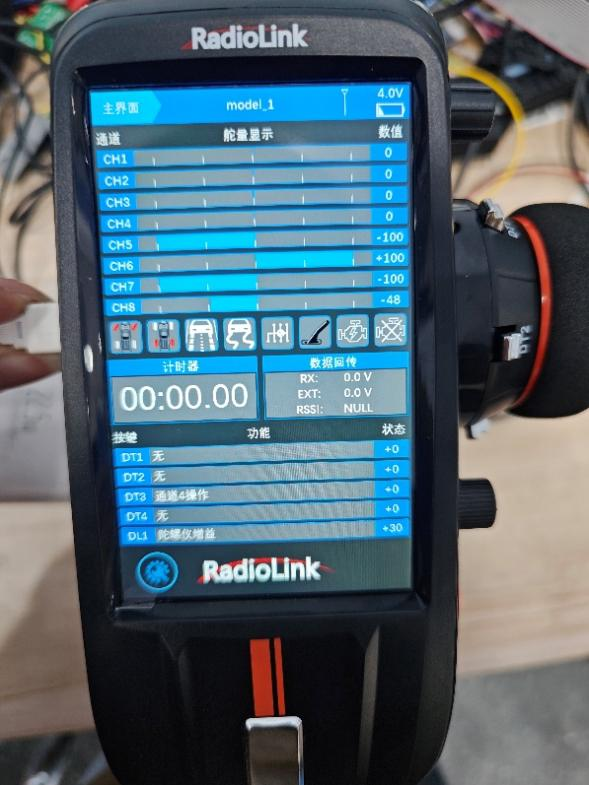 RadioLink
主界面 model_1 4.0V
通道 舵量显示 数值
CH1 0
CH2 0
CH3 0
CH4 0
CH5 -100
CH6 +100
CH7 -100
CH8 -48
计时器 数据回传
00:00.00
RX: 0.0 V
EXT: 0.0 V
RSSI: NULL
按键 功能 状态
DT1 无 +0
DT2 无 +0
DT3 通道4操作 +0
DT4 无 +0
DL1 陀螺仪增益 +30
RadioLink
DT2